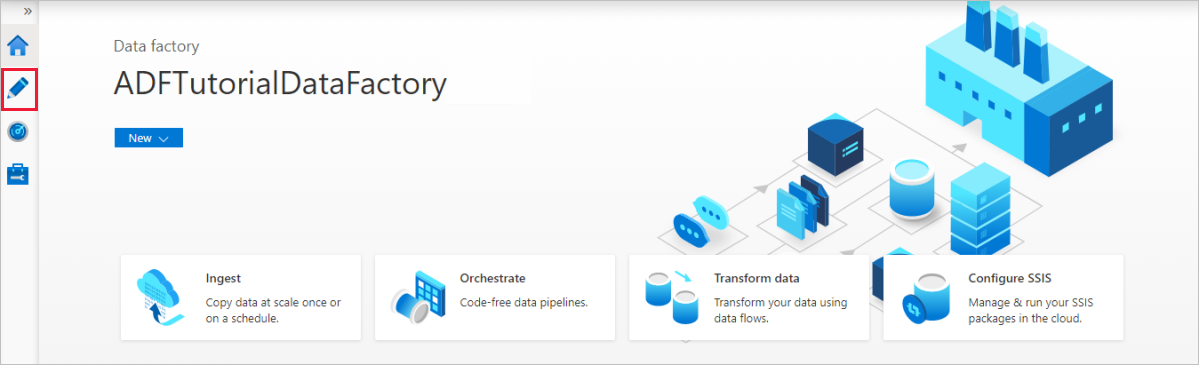 »
Data factory
ADFTutorialDataFactory
New
Ingest
Copy data at scale once or
on a schedule.
Orchestrate
Code-free data pipelines.
Transform data
Transform your data using
data flows.
Configure SSIS
Manage & run your SSIS
packages in the cloud.